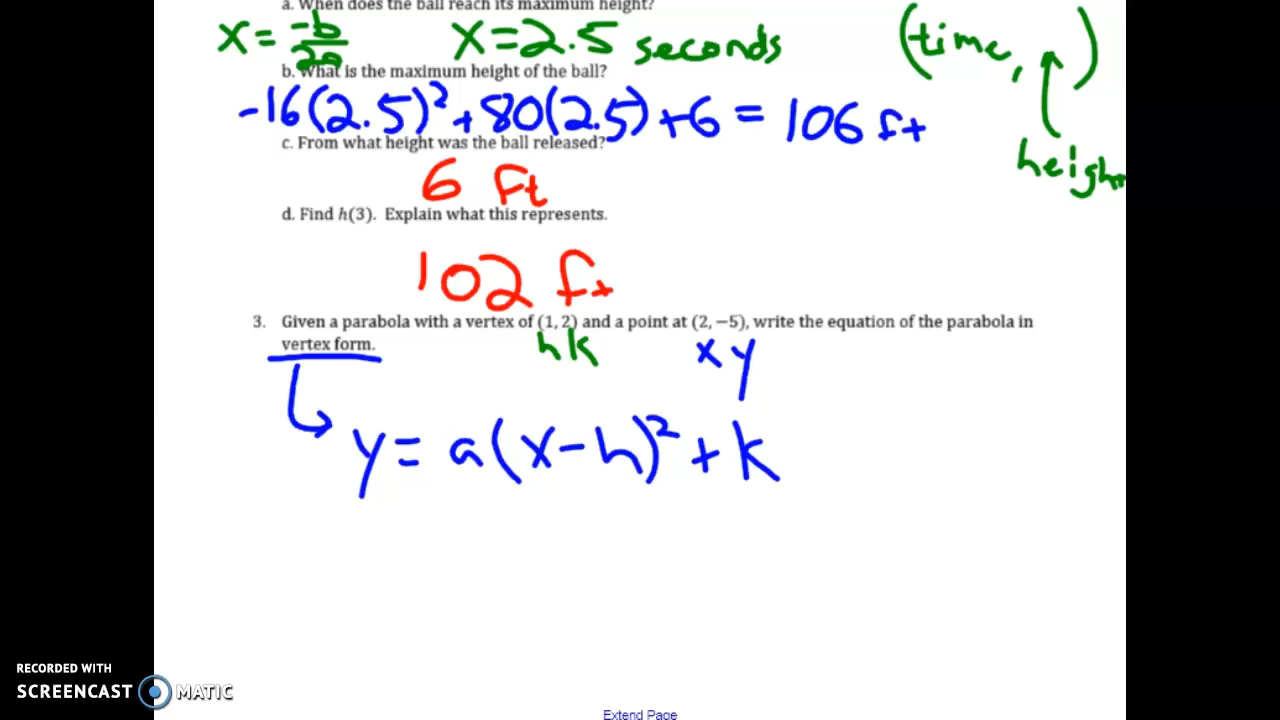 a. When does the ball reach its maximum height?
x = -b/2a x = 2.5 seconds (time, )
b. What is the maximum height of the ball?
-16(2.5)² + 80(2.5) + 6 = 106 ft
height
c. From what height was the ball released?
6 ft
d. Find h(3). Explain what this represents.
102 ft
3. Given a parabola with a vertex of (1, 2) and a point at (2, −5), write the equation of the parabola in
vertex form.
h k x y
y = a(x-h)² + k
RECORDED WITH
SCREENCAST MATIC
Extend Page